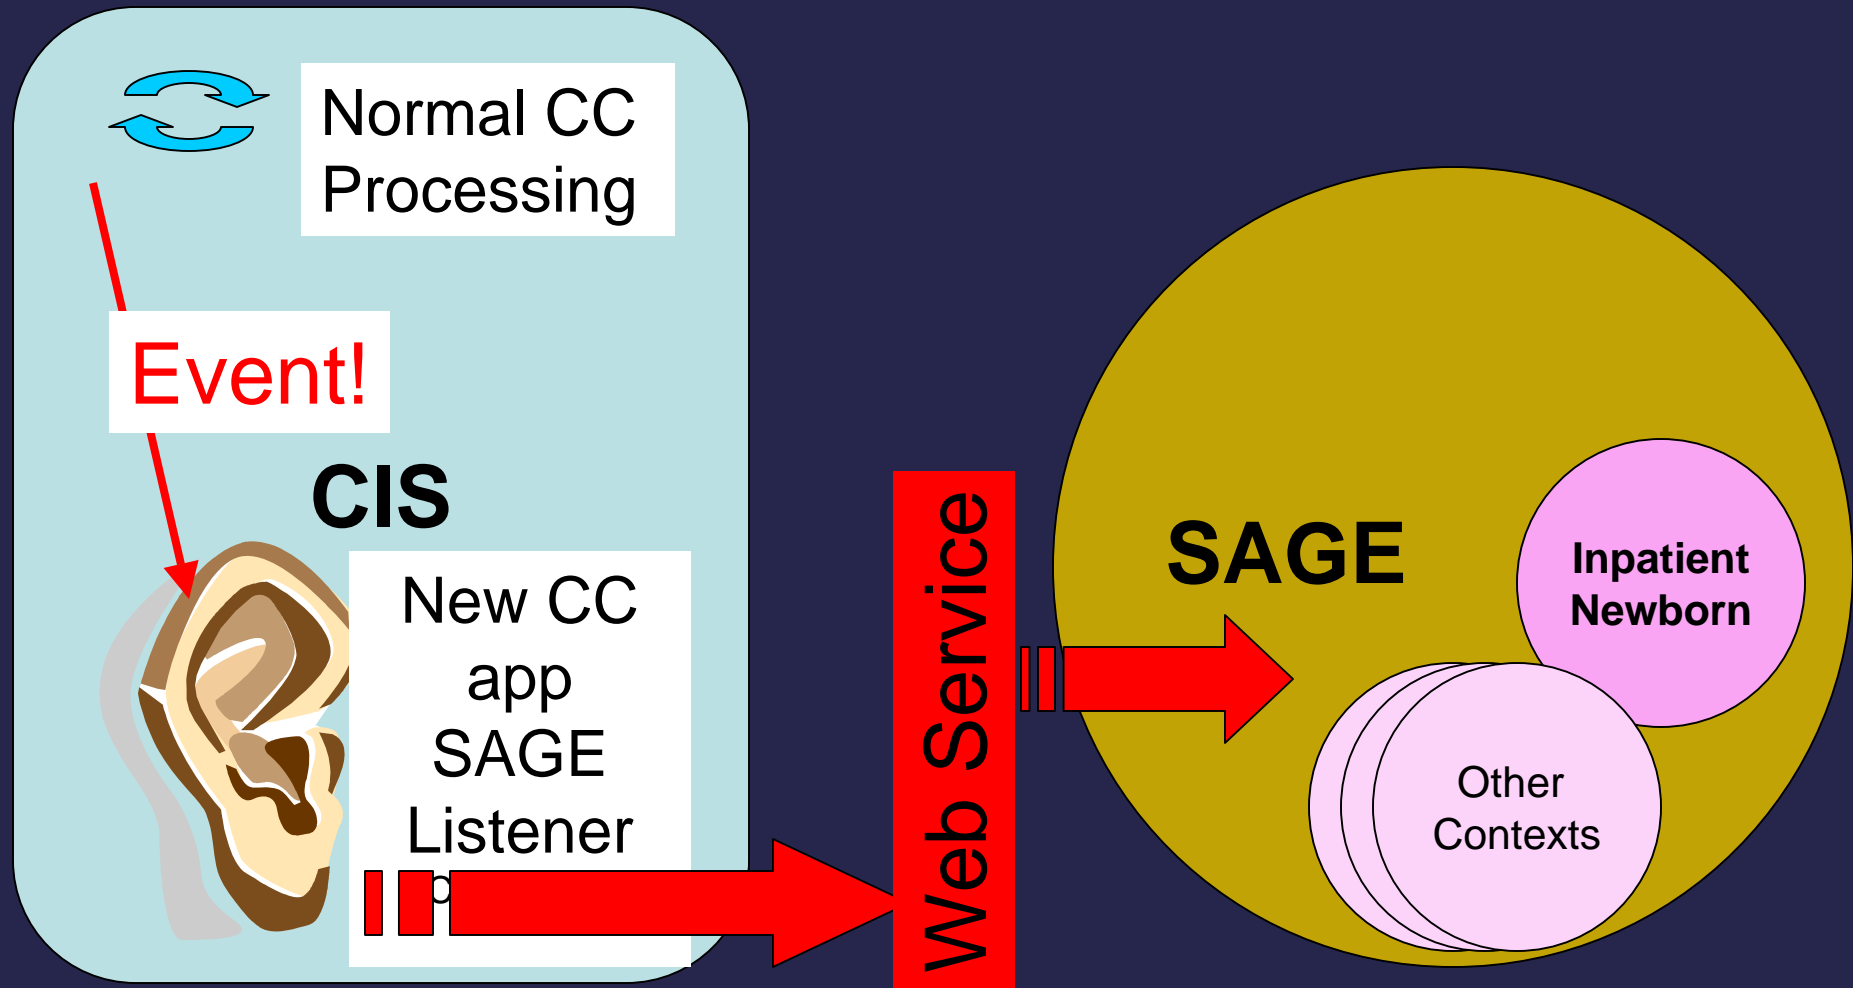 Normal CC
Processing
Event!
CIS
New CC
app
SAGE
Listener
Web Service
SAGE
Inpatient
Newborn
Other
Contexts